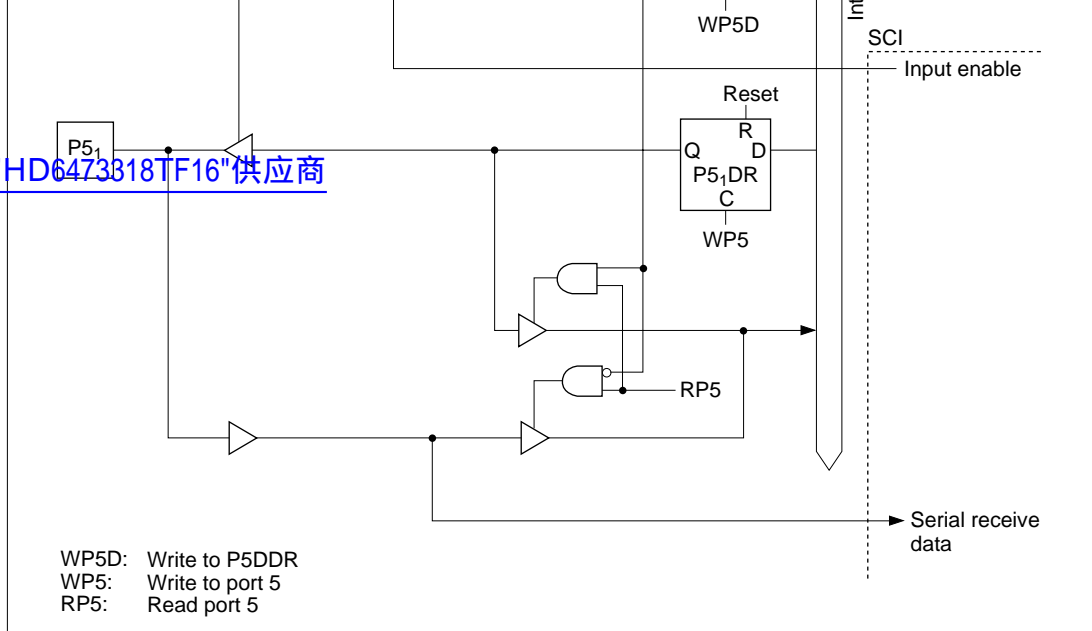 WP5D
Int
SCI
Input enable
Reset
P5₁
R
Q
D
P5₁DR
C
HD6473318TF16"供应商
WP5
RP5
Serial receive
data
WP5D: Write to P5DDR
WP5: Write to port 5
RP5: Read port 5